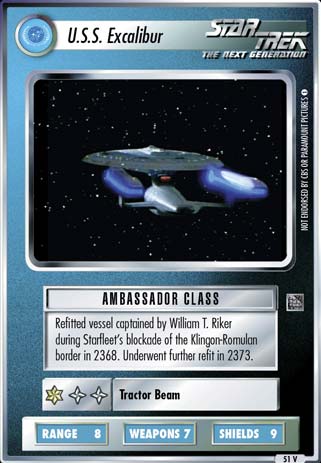 U.S.S. Excalibur
STAR TREK
THE NEXT GENERATION
NOT ENDORSED BY CBS OR PARAMOUNT PICTURES
AMBASSADOR CLASS
Refitted vessel captained by William T. Riker
during Starfleet's blockade of the Klingon-Romulan
border in 2368. Underwent further refit in 2373.
Tractor Beam
RANGE 8
WEAPONS 7
SHIELDS 9
51 V